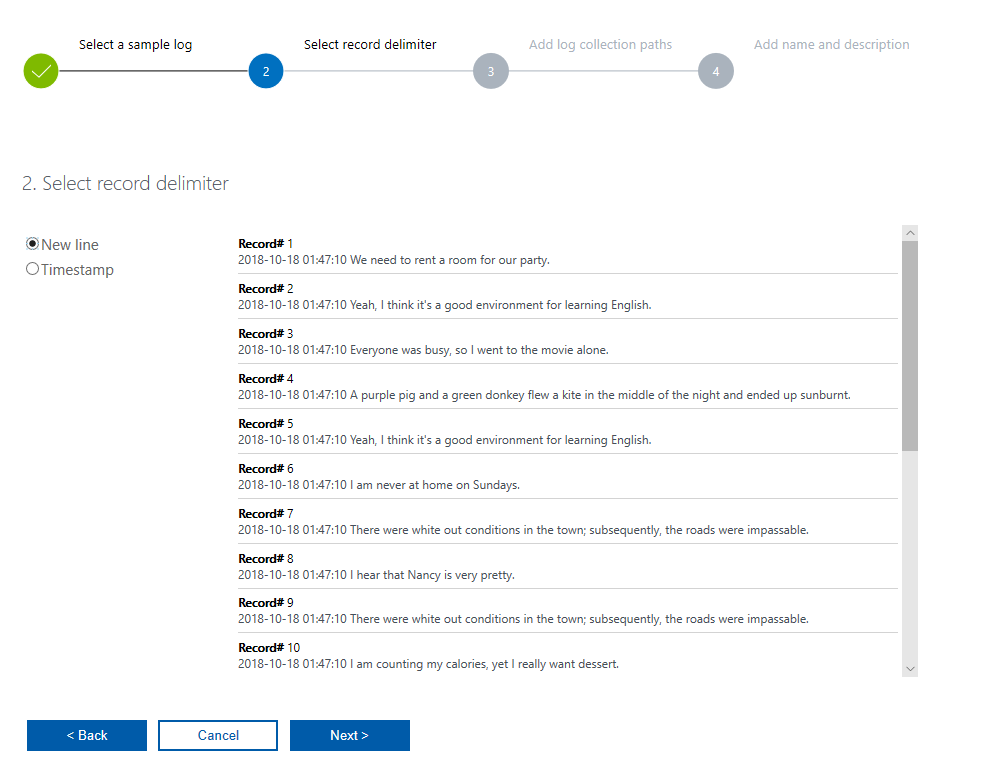 Select a sample log
Select record delimiter
Add log collection paths
Add name and description
2
3
4
2. Select record delimiter
New line
Timestamp
Record# 1
2018-10-18 01:47:10 We need to rent a room for our party.
Record# 2
2018-10-18 01:47:10 Yeah, I think it's a good environment for learning English.
Record# 3
2018-10-18 01:47:10 Everyone was busy, so I went to the movie alone.
Record# 4
2018-10-18 01:47:10 A purple pig and a green donkey flew a kite in the middle of the night and ended up sunburnt.
Record# 5
2018-10-18 01:47:10 Yeah, I think it's a good environment for learning English.
Record# 6
2018-10-18 01:47:10 I am never at home on Sundays.
Record# 7
2018-10-18 01:47:10 There were white out conditions in the town; subsequently, the roads were impassable.
Record# 8
2018-10-18 01:47:10 I hear that Nancy is very pretty.
Record# 9
2018-10-18 01:47:10 There were white out conditions in the town; subsequently, the roads were impassable.
Record# 10
2018-10-18 01:47:10 I am counting my calories, yet I really want dessert.
< Back
Cancel
Next >